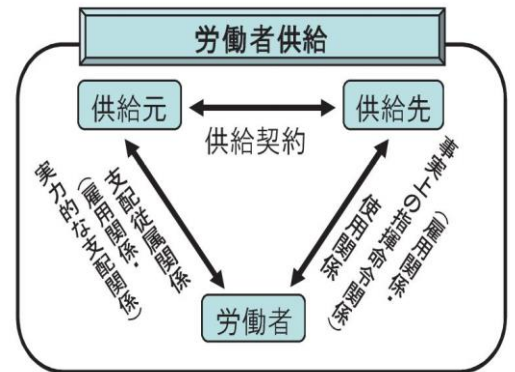 労働者供給
供給元
供給先
供給契約
支配従属関係
(雇用関係・
実力的な支配関係)
使用関係
(雇用関係・
事実上の指揮命令関係)
労働者